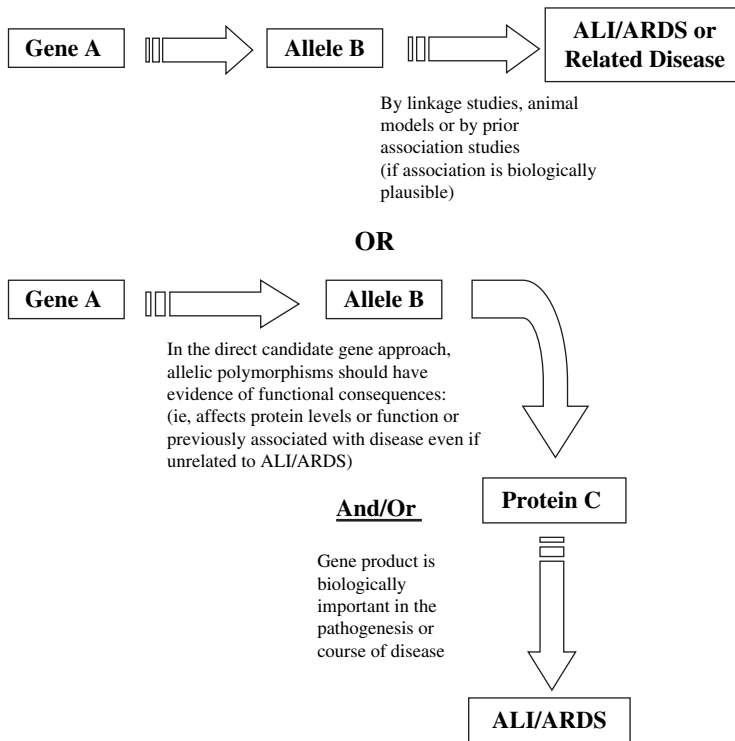 Gene A
Allele B
ALI/ARDS or
Related Disease
By linkage studies, animal
models or by prior
association studies
(if association is biologically
plausible)
OR
Gene A
Allele B
In the direct candidate gene approach,
allelic polymorphisms should have
evidence of functional consequences:
(ie, affects protein levels or function or
previously associated with disease even if
unrelated to ALI/ARDS)
Protein C
And/Or
Gene product is
biologically
important in the
pathogenesis or
course of disease
ALI/ARDS